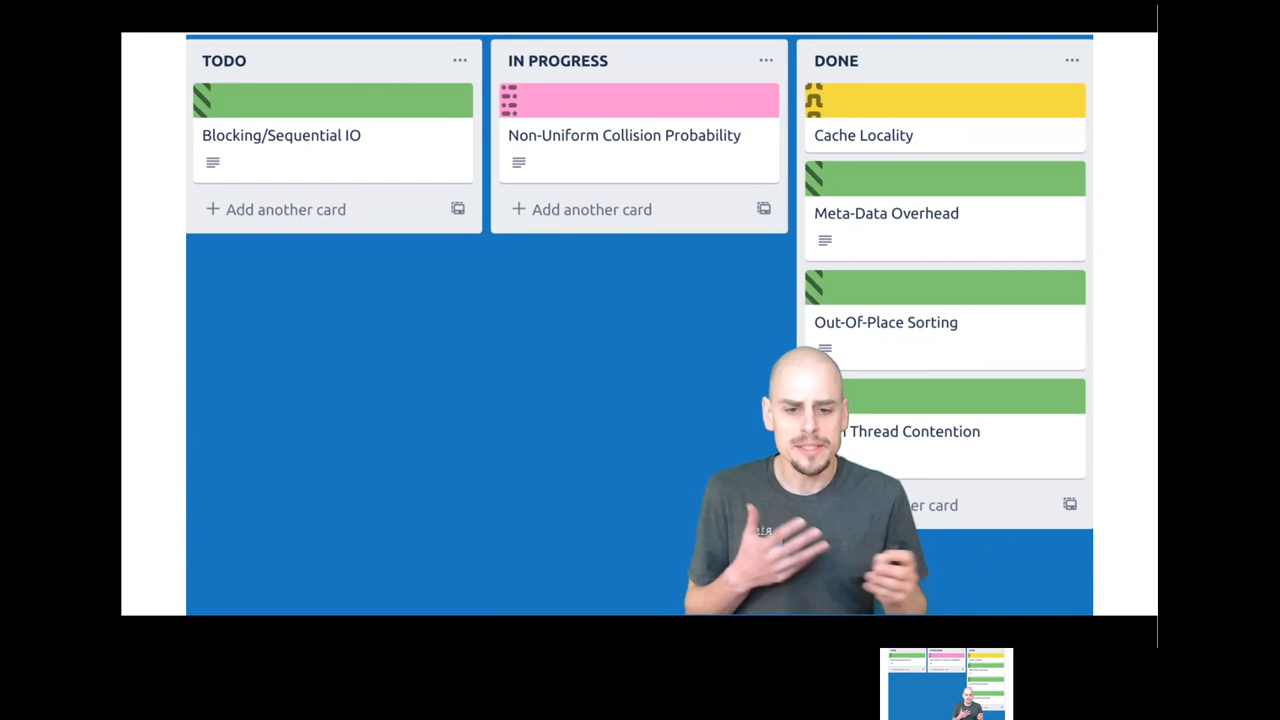 TODO
Blocking/Sequential IO
Add another card
IN PROGRESS
Non-Uniform Collision Probability
Add another card
DONE
Cache Locality
Meta-Data Overhead
Out-Of-Place Sorting
Thread Contention
card